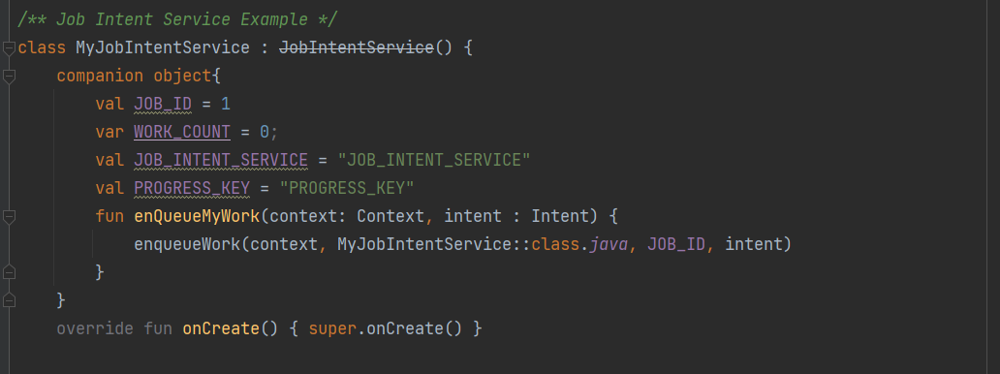 /** Job Intent Service Example */
class MyJobIntentService : JobIntentService() {
companion object{
val JOB_ID = 1
var WORK_COUNT = 0;
val JOB_INTENT_SERVICE = "JOB_INTENT_SERVICE"
val PROGRESS_KEY = "PROGRESS_KEY"
fun enQueueMyWork(context: Context, intent : Intent) {
enqueueWork(context, MyJobIntentService::class.java, JOB_ID, intent)
}
}
override fun onCreate() { super.onCreate() }